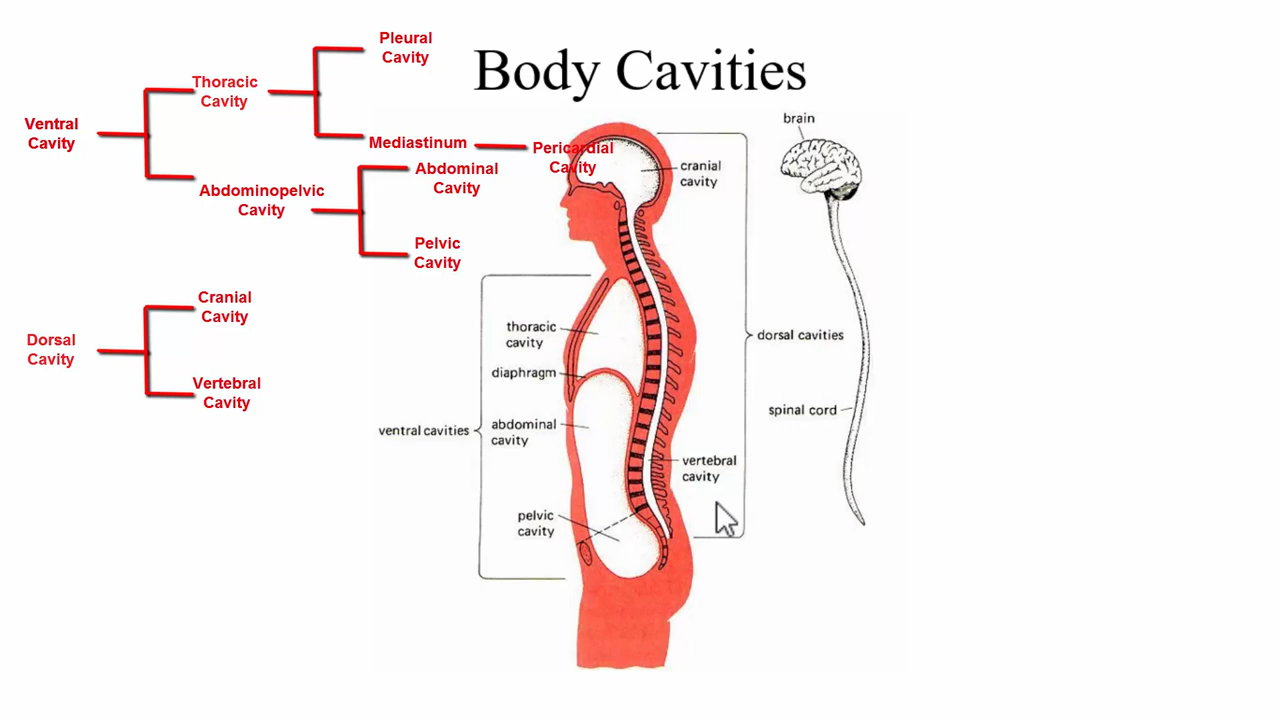 Body Cavities
Pleural
Cavity
Thoracic
Cavity
Ventral
Cavity
Mediastinum
Pericardial
Cavity
Abdominal
Cavity
Abdominopelvic
Cavity
Pelvic
Cavity
Cranial
Cavity
Dorsal
Cavity
Vertebral
Cavity
brain
cranial
cavity
thoracic
cavity
dorsal cavities
diaphragm
spinal cord
ventral cavities
abdominal
cavity
vertebral
cavity
pelvic
cavity